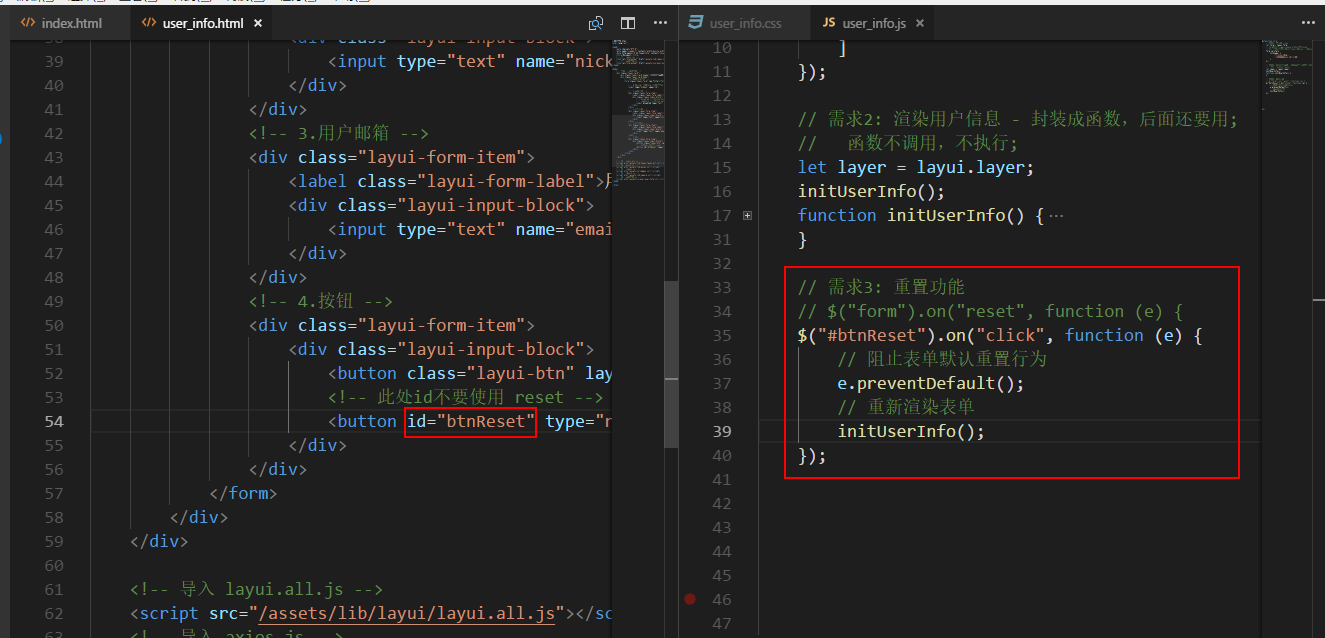 index.html
user_info.html
39 <input type="text" name="nick
40 </div>
41 </div>
42 <!-- 3.用户邮箱 -->
43 <div class="layui-form-item">
44 <label class="layui-form-label">
45 <div class="layui-input-block">
46 <input type="text" name="emai
47 </div>
48 </div>
49 <!-- 4.按钮 -->
50 <div class="layui-form-item">
51 <div class="layui-input-block">
52 <button class="layui-btn" lay
53 <!-- 此处id不要使用 reset -->
54 <button id="btnReset" type="r
55 </div>
56 </div>
57 </form>
58 </div>
59 </div>
60
61 <!-- 导入 layui.all.js -->
62 <script src="/assets/lib/layui/layui.all.js"></sc
63 <!-- 导入 axios.js -->
user_info.css
JS user_info.js
10 ]
11 });
12
13 // 需求2: 渲染用户信息 - 封装成函数，后面还要用;
14 // 函数不调用，不执行;
15 let layer = layui.layer;
16 initUserInfo();
17 function initUserInfo() {…
31 }
32
33 // 需求3: 重置功能
34 // $("form").on("reset", function (e) {
35 $("#btnReset").on("click", function (e) {
36 // 阻止表单默认重置行为
37 e.preventDefault();
38 // 重新渲染表单
39 initUserInfo();
40 });
41
42
43
44
45
46
47